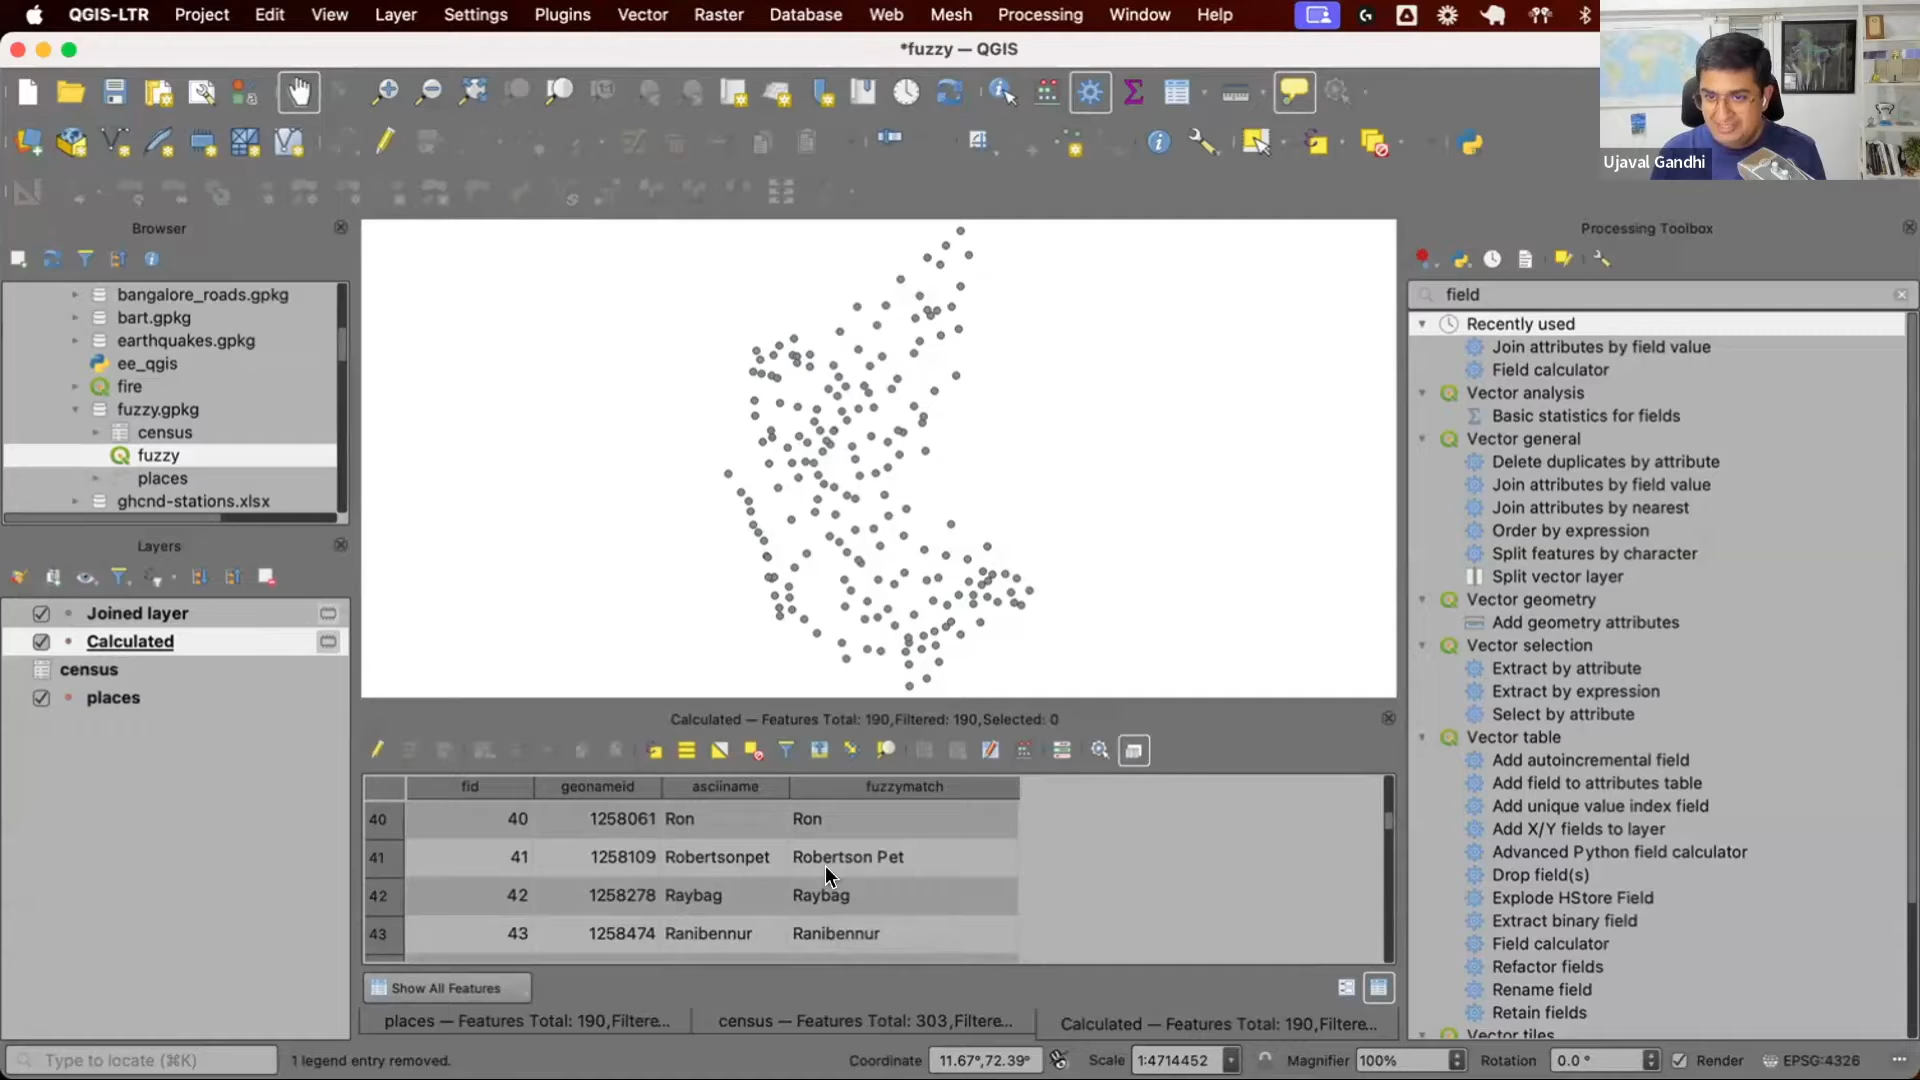 QGIS-LTR Project Edit View Layer Settings Plugins Vector Raster Database Web Mesh Processing Window Help
*fuzzy — QGIS
Ujaval Gandhi
Browser
bangalore_roads.gpkg
bart.gpkg
earthquakes.gpkg
ee_qgis
fire
fuzzy.gpkg
census
fuzzy
places
ghcnd-stations.xlsx
Layers
Joined layer
Calculated
census
places
Calculated — Features Total: 190,Filtered: 190,Selected: 0
fid geonameid asciiname fuzzymatch
40 40 1258061 Ron Ron
41 41 1258109 Robertsonpet Robertson Pet
42 42 1258278 Raybag Raybag
43 43 1258474 Ranibennur Ranibennur
Show All Features
places — Features Total: 190,Filtere... census — Features Total: 303,Filtere... Calculated — Features Total: 190,Filtere...
Processing Toolbox
field
Recently used
Join attributes by field value
Field calculator
Vector analysis
Basic statistics for fields
Vector general
Delete duplicates by attribute
Join attributes by field value
Join attributes by nearest
Order by expression
Split features by character
Split vector layer
Vector geometry
Add geometry attributes
Vector selection
Extract by attribute
Extract by expression
Select by attribute
Vector table
Add autoincremental field
Add field to attributes table
Add unique value index field
Add X/Y fields to layer
Advanced Python field calculator
Drop field(s)
Explode HStore Field
Extract binary field
Field calculator
Refactor fields
Rename field
Retain fields
Vector tiles
Type to locate (⌘K) 1 legend entry removed. Coordinate 11.67°,72.39° Scale 1:4714452 Magnifier 100% Rotation 0.0 ° Render EPSG:4326